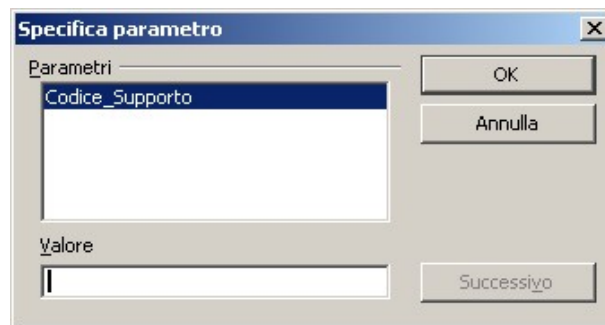 Specifica parametro
Parametri
OK
Codice_Supporto
Annulla
Valore
Successivo